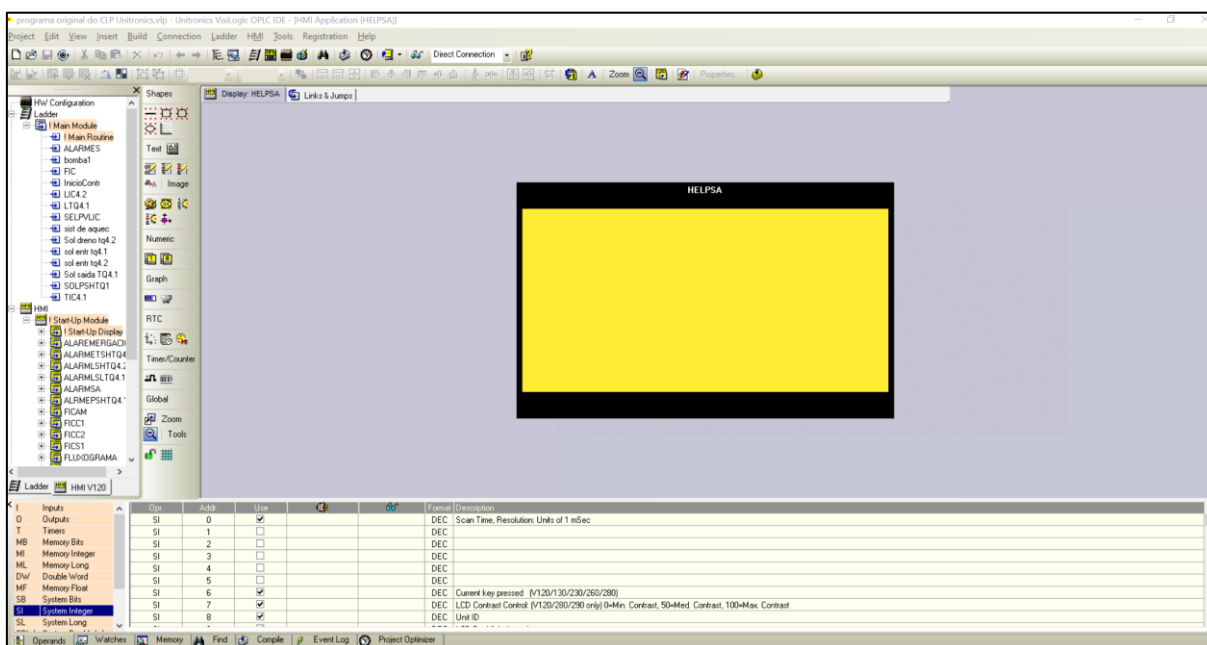 programa original do CLP Unitronics.vlp - Unitronics VisiLogic OPLC IDE - [HMI Application (HELPSA)]
Project Edit View Insert Build Connection Ladder HMI Tools Registration Help
Direct Connection
Zoom Properties...
Shapes
Display: HELPSA Links & Jumps
HW Configuration
Ladder
! Main Module
! Main Routine
ALARMES
bomba1
FIC
InicioContr
LIC4.2
LTQ4.1
SELPVLIC
sist de aquec
Sol dreno tq4.2
sol entr tq4.1
sol entr tq4.2
Sol saida TQ4.1
SOLPSHTQ1
TIC4.1
HMI
! Start-Up Module
! Start-Up Display
ALAREMERGACI
ALARMETSHTQ4
ALARMLSHTQ4.2
ALARMLSLTQ4.1
ALARMSA
ALRMEPSHTQ4.
FICAM
FICC1
FICC2
FICS1
FLUXOGRAMA
Ladder HMI V120
Text
Image
Numeric
Graph
RTC
Timer/Counter
Global
Zoom
Tools
HELPSA
I Inputs
O Outputs
T Timers
MB Memory Bits
MI Memory Integer
ML Memory Long
DW Double Word
MF Memory Float
SB System Bits
SI System Integer
SL System Long
Opr. Addr. Use Format Description
SI 0 DEC Scan Time, Resolution: Units of 1 mSec
SI 1 DEC
SI 2 DEC
SI 3 DEC
SI 4 DEC
SI 5 DEC
SI 6 DEC Current key pressed (V120/130/230/260/280)
SI 7 DEC LCD Contrast Control: (V120/280/290 only) 0=Min. Contrast, 50=Med. Contrast, 100=Max. Contrast
SI 8 DEC Unit ID
Operands Watches Memory Find Compile Event Log Project Optimizer